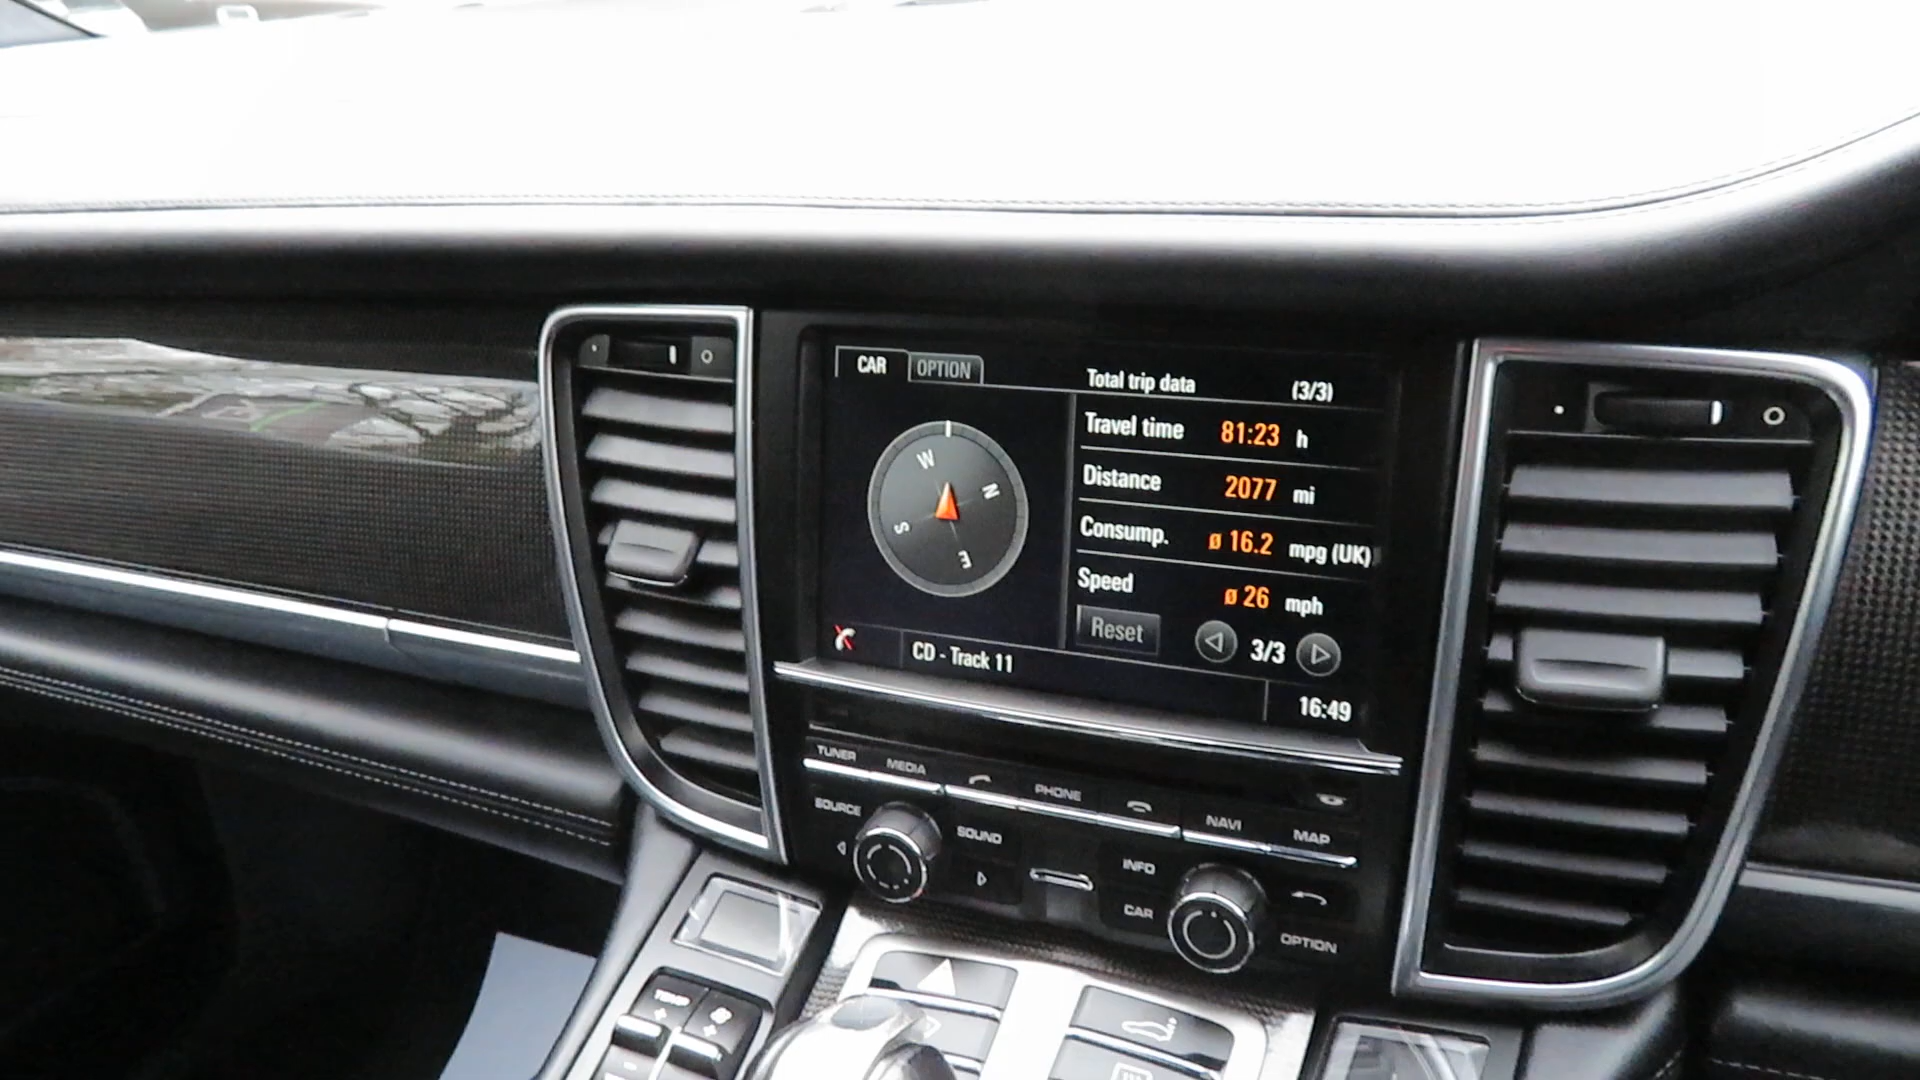 CAR OPTION
Total trip data (3/3)
Travel time 81:23 h
Distance 2077 mi
Consump. ø 16.2 mpg (UK)
Speed ø 26 mph
Reset 3/3
W
N
S
E
CD - Track 11
16:49
TUNER MEDIA PHONE NAVI MAP
SOURCE SOUND INFO
CAR OPTION
TEMP